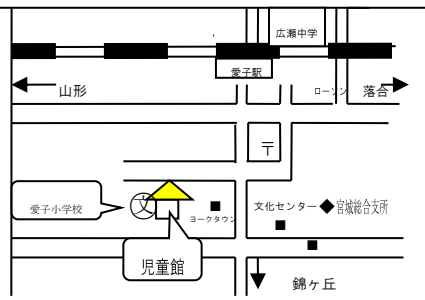 広瀬中学
愛子駅
山形
ローソン
落合
〒
文
愛子小学校
ヨークタウン
文化センター
宮城総合支所
児童館
錦ヶ丘